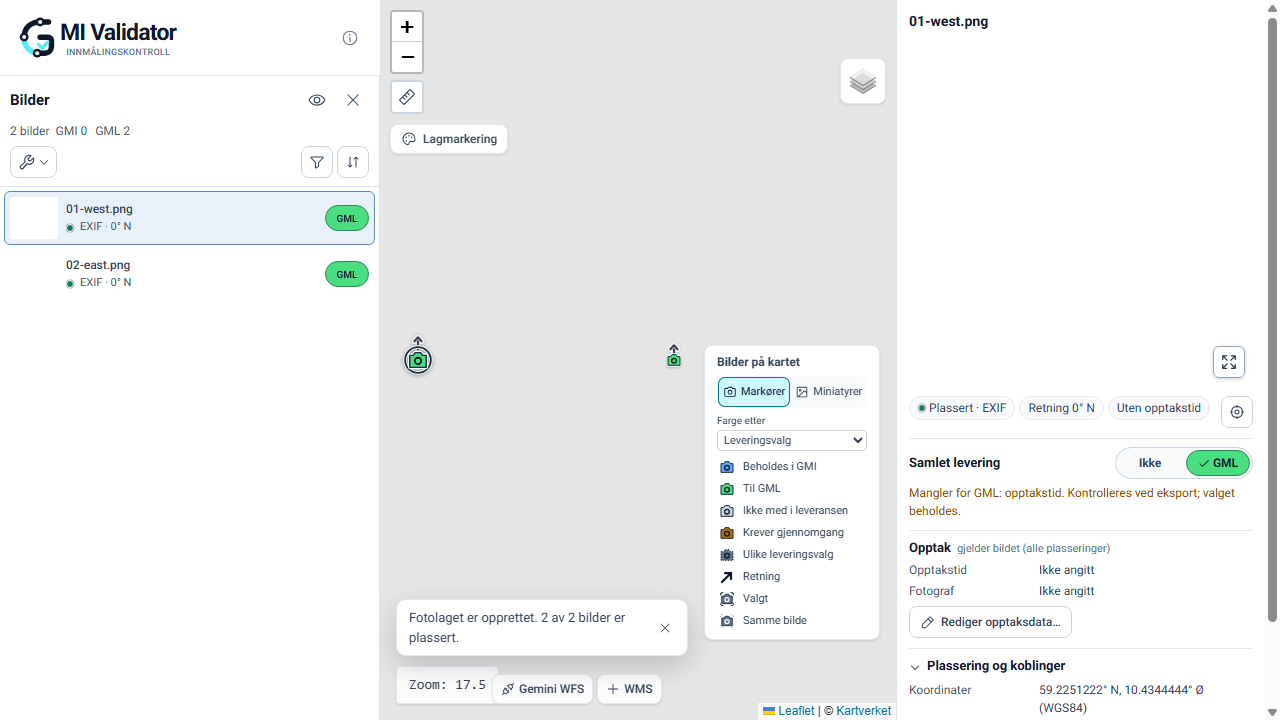 MI Validator
INNMÅLINGSKONTROLL
Bilder
2 bilder GMI 0 GML 2
01-west.png
EXIF · 0° N
GML
02-east.png
EXIF · 0° N
GML
+
−
Lagmarkering
Bilder på kartet
Markører
Miniatyrer
Farge etter
Leveringsvalg
Beholdes i GMI
Til GML
Ikke med i leveransen
Krever gjennomgang
Ulike leveringsvalg
Retning
Valgt
Samme bilde
Fotolaget er opprettet. 2 av 2 bilder er
plassert.
Zoom: 17.5
Gemini WFS
WMS
Leaflet | © Kartverket
01-west.png
Plassert · EXIF
Retning 0° N
Uten opptakstid
Samlet levering
Ikke
GML
Mangler for GML: opptakstid. Kontrolleres ved eksport; valget
beholdes.
Opptak gjelder bildet (alle plasseringer)
Opptakstid Ikke angitt
Fotograf Ikke angitt
Rediger opptaksdata...
Plassering og koblinger
Koordinater 59.2251222° N, 10.4344444° Ø
(WGS84)